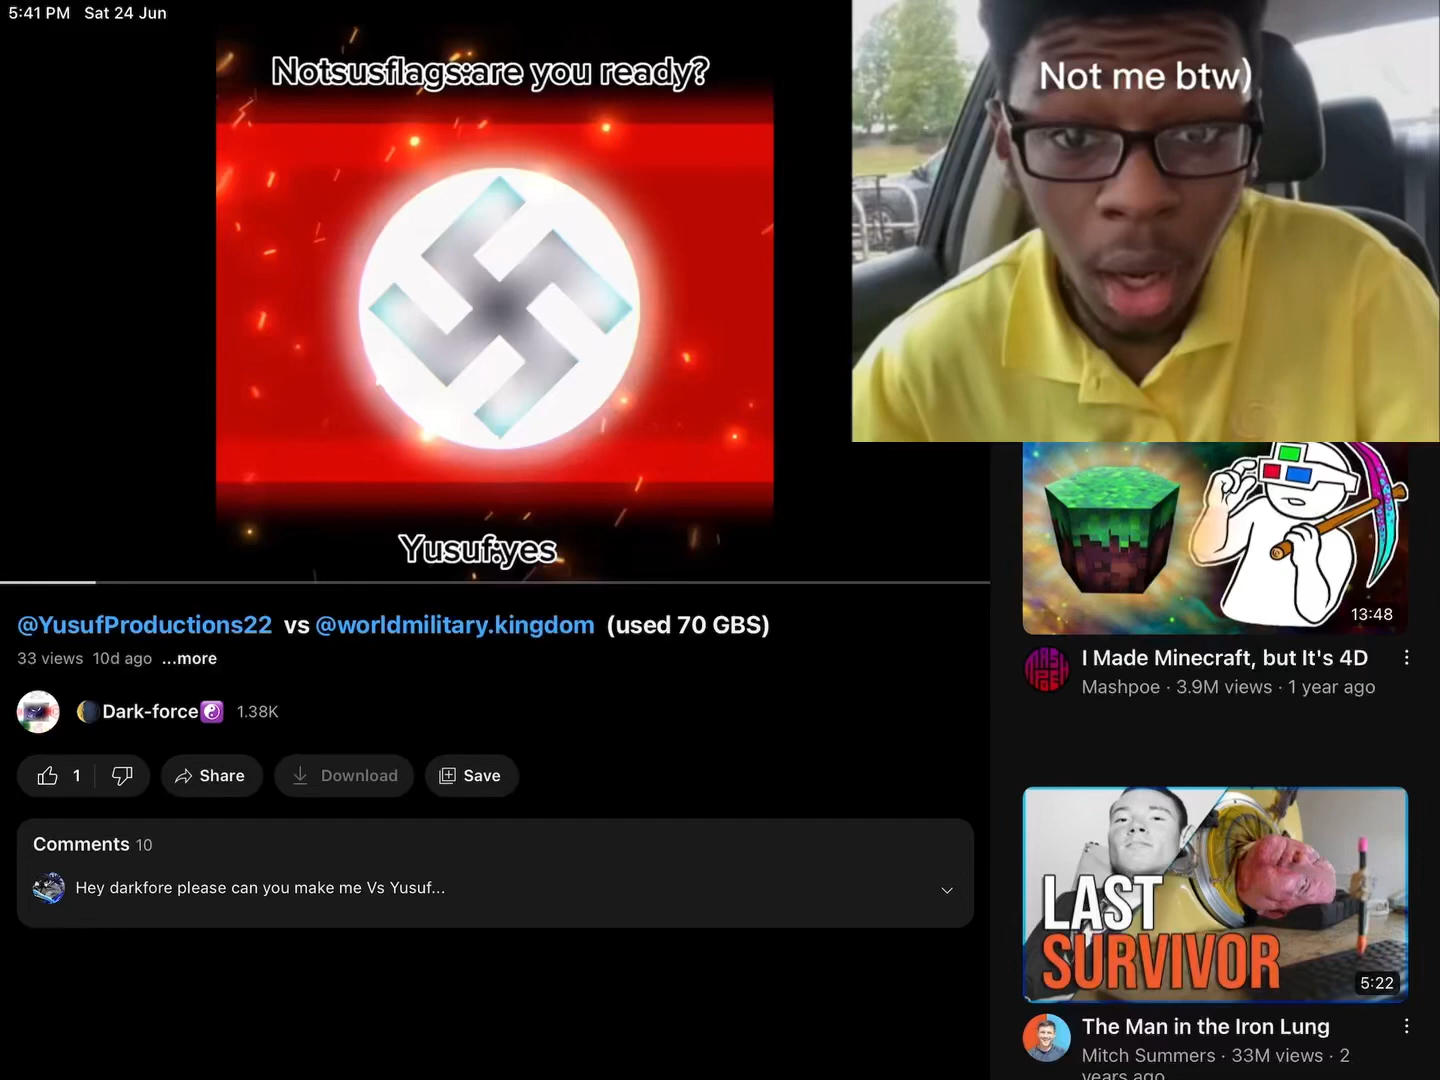 5:41 PM Sat 24 Jun
Notsusflags:are you ready?
Not me btw)
Yusuf:yes
@YusufProductions22 vs @worldmilitary.kingdom (used 70 GBS)
33 views 10d ago ...more
Dark-force 1.38K
1 Share Download Save
Comments 10
Hey darkfore please can you make me Vs Yusuf...
13:48
I Made Minecraft, but It's 4D
Mashpoe · 3.9M views · 1 year ago
LAST
SURVIVOR
5:22
The Man in the Iron Lung
Mitch Summers · 33M views · 2
years ago